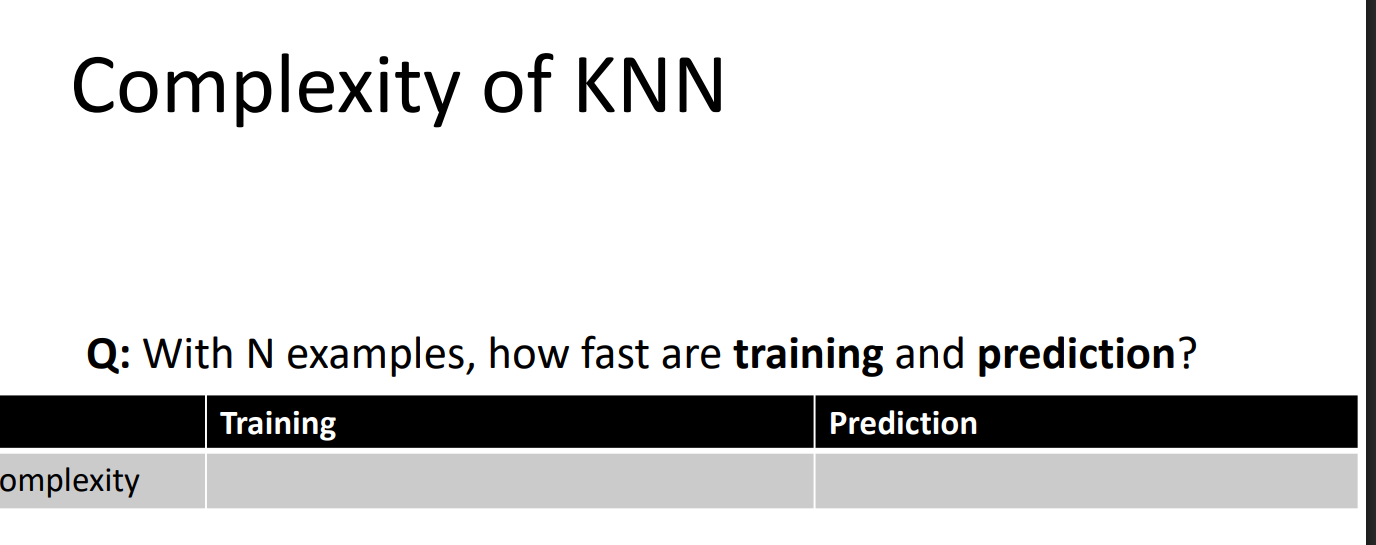 Complexity of KNN
Q: With N examples, how fast are training and prediction?
Training Prediction
omplexity